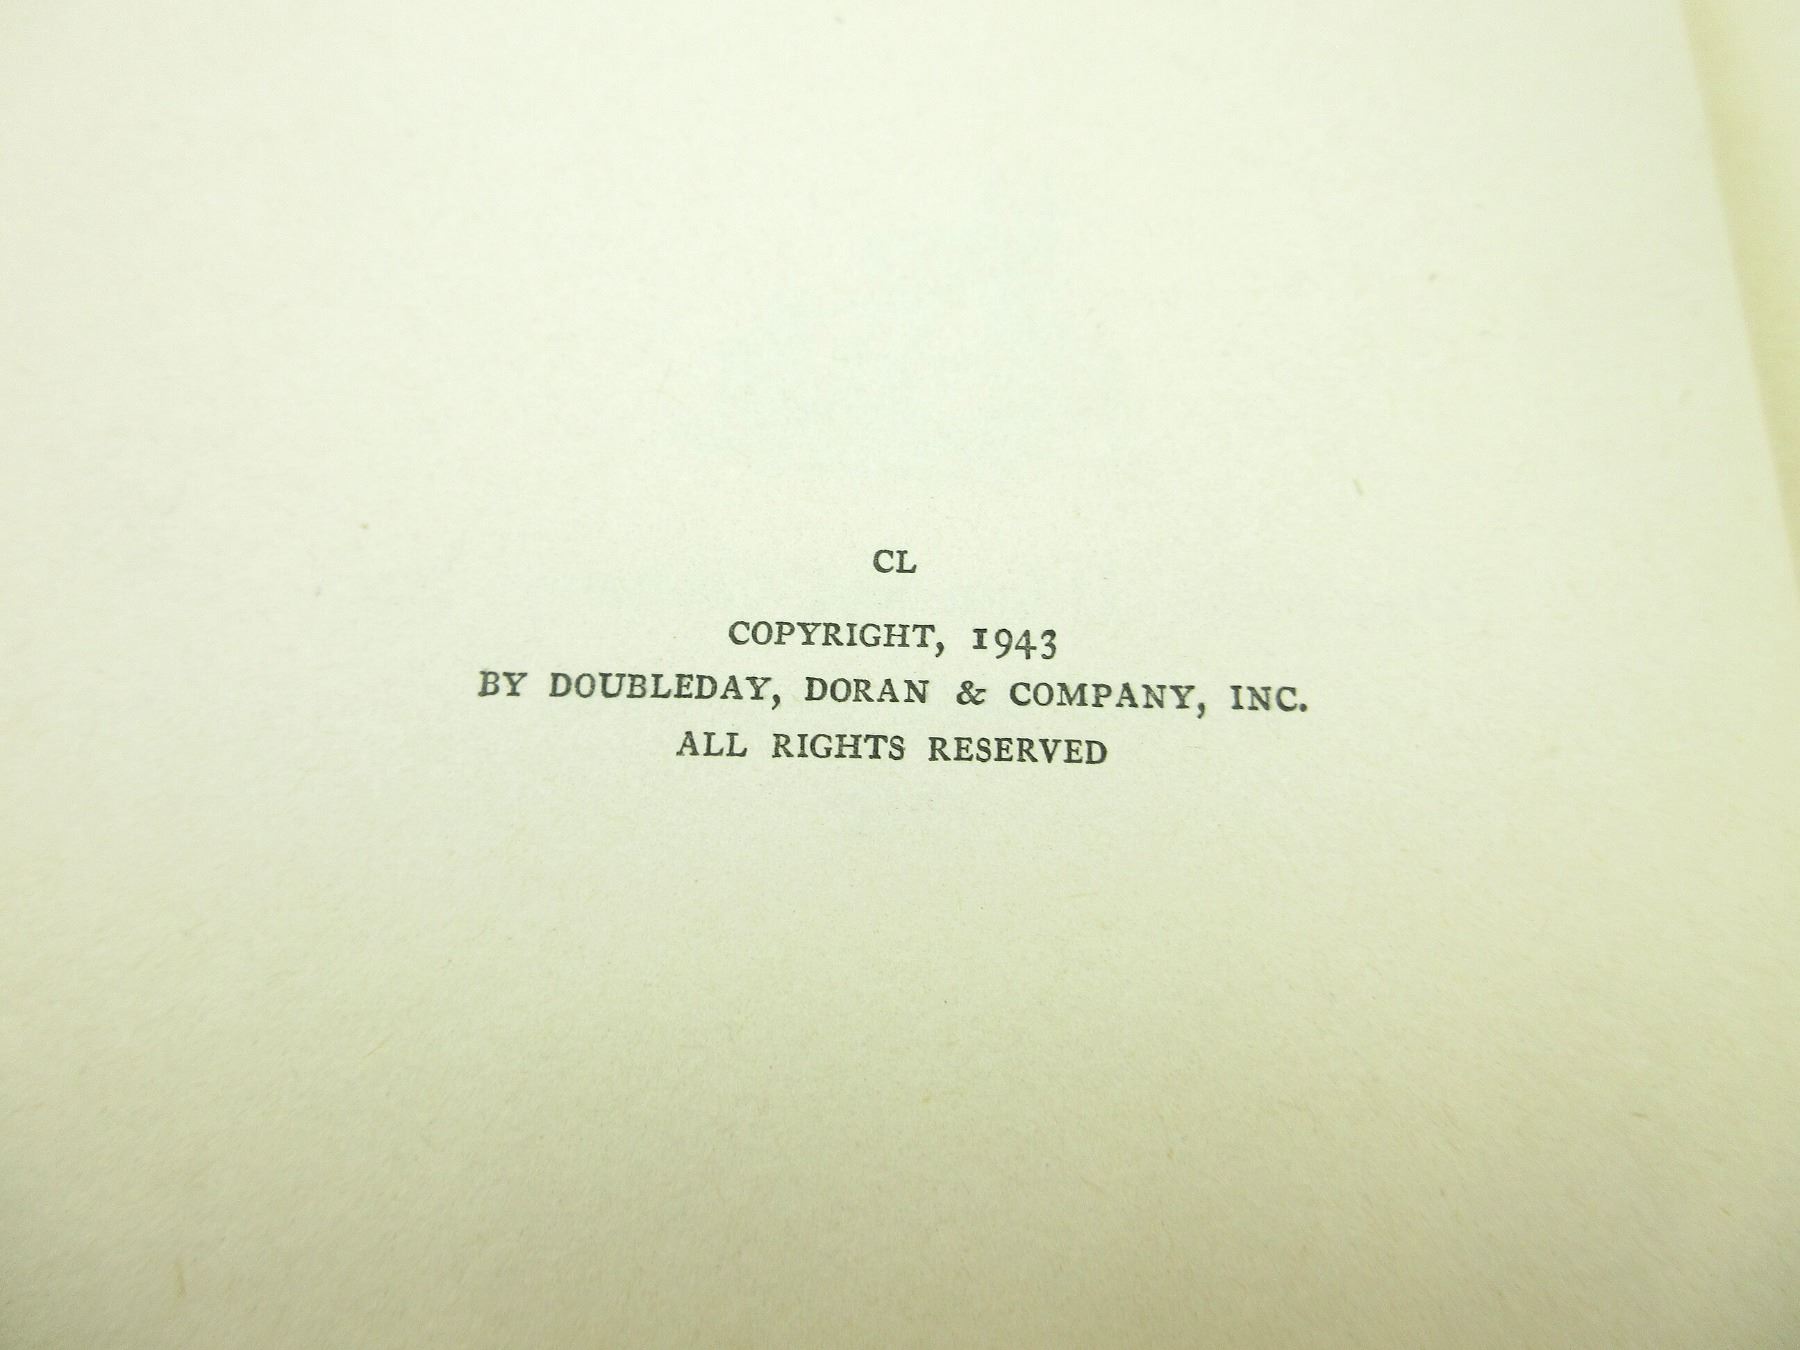 CL
COPYRIGHT, 1943
BY DOUBLEDAY, DORAN & COMPANY, INC.
ALL RIGHTS RESERVED